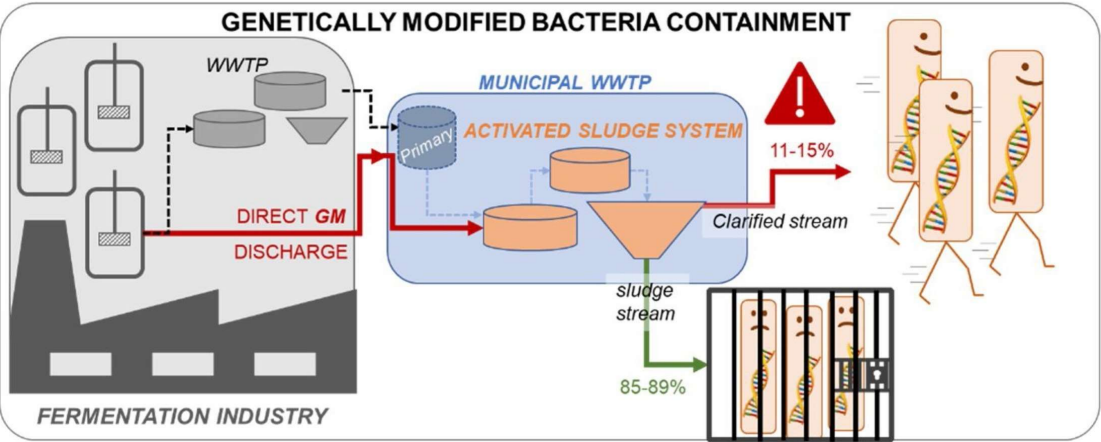 GENETICALLY MODIFIED BACTERIA CONTAINMENT
WWTP
MUNICIPAL WWTP
Primary
ACTIVATED SLUDGE SYSTEM
11-15%
DIRECT GM
DISCHARGE
Clarified stream
sludge
stream
85-89%
FERMENTATION INDUSTRY